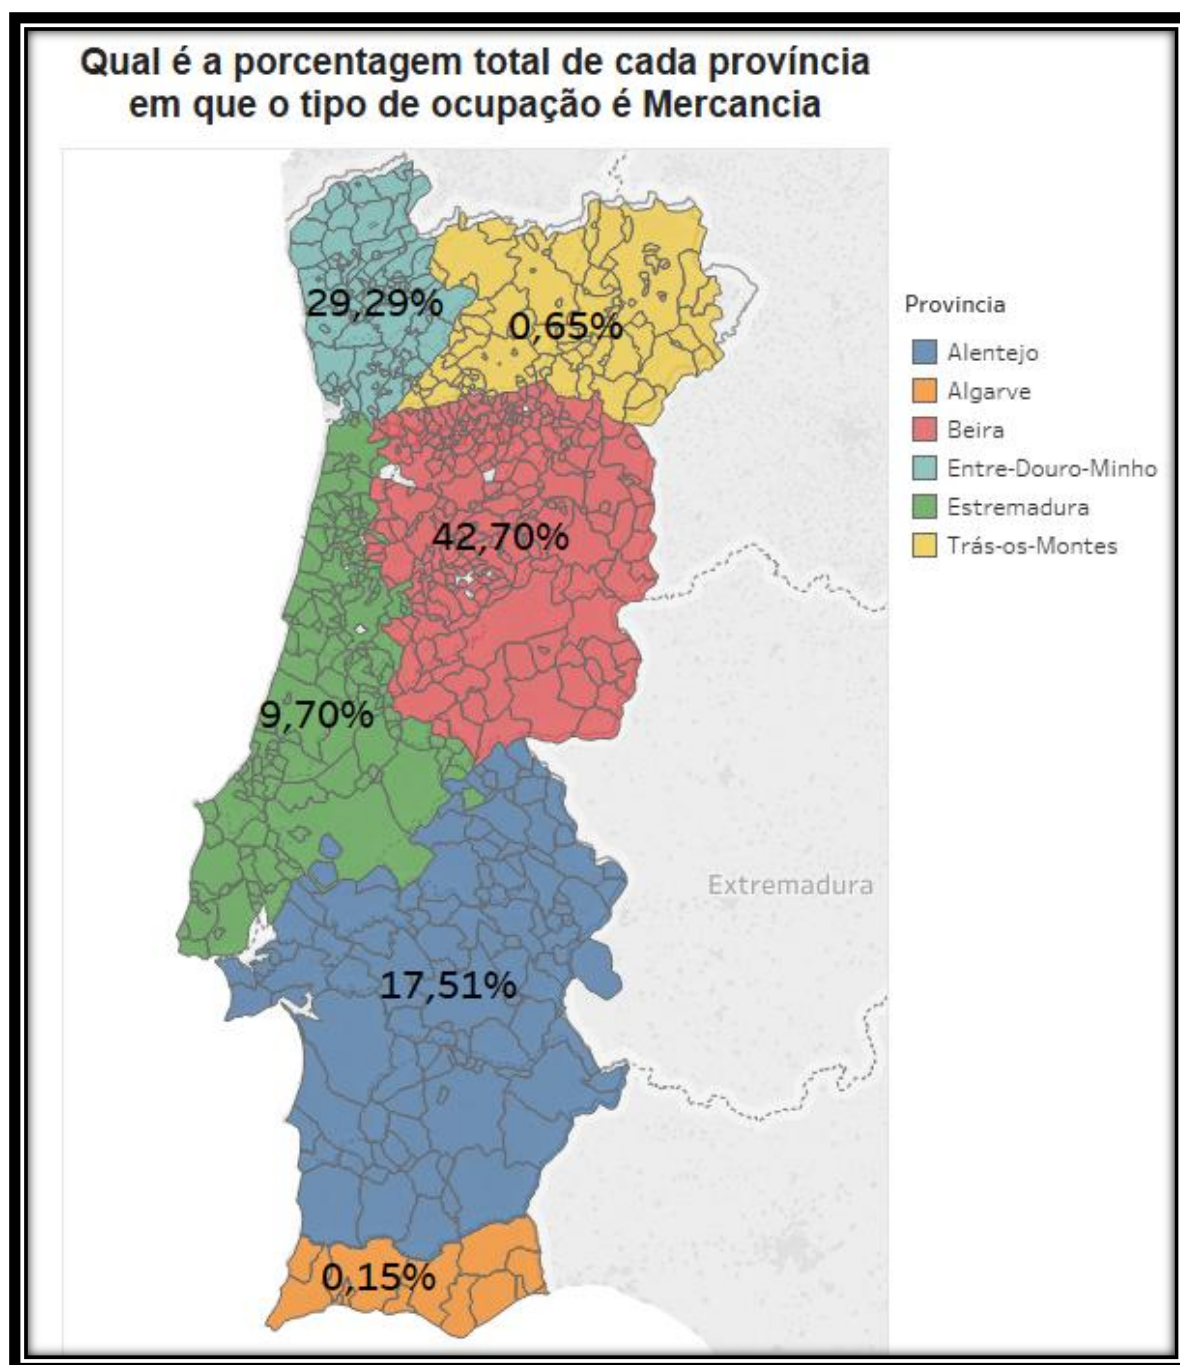 Qual é a porcentagem total de cada província
em que o tipo de ocupação é Mercancia
29,29%
0,65%
42,70%
9,70%
17,51%
0,15%
Extremadura
Provincia
Alentejo
Algarve
Beira
Entre-Douro-Minho
Estremadura
Trás-os-Montes